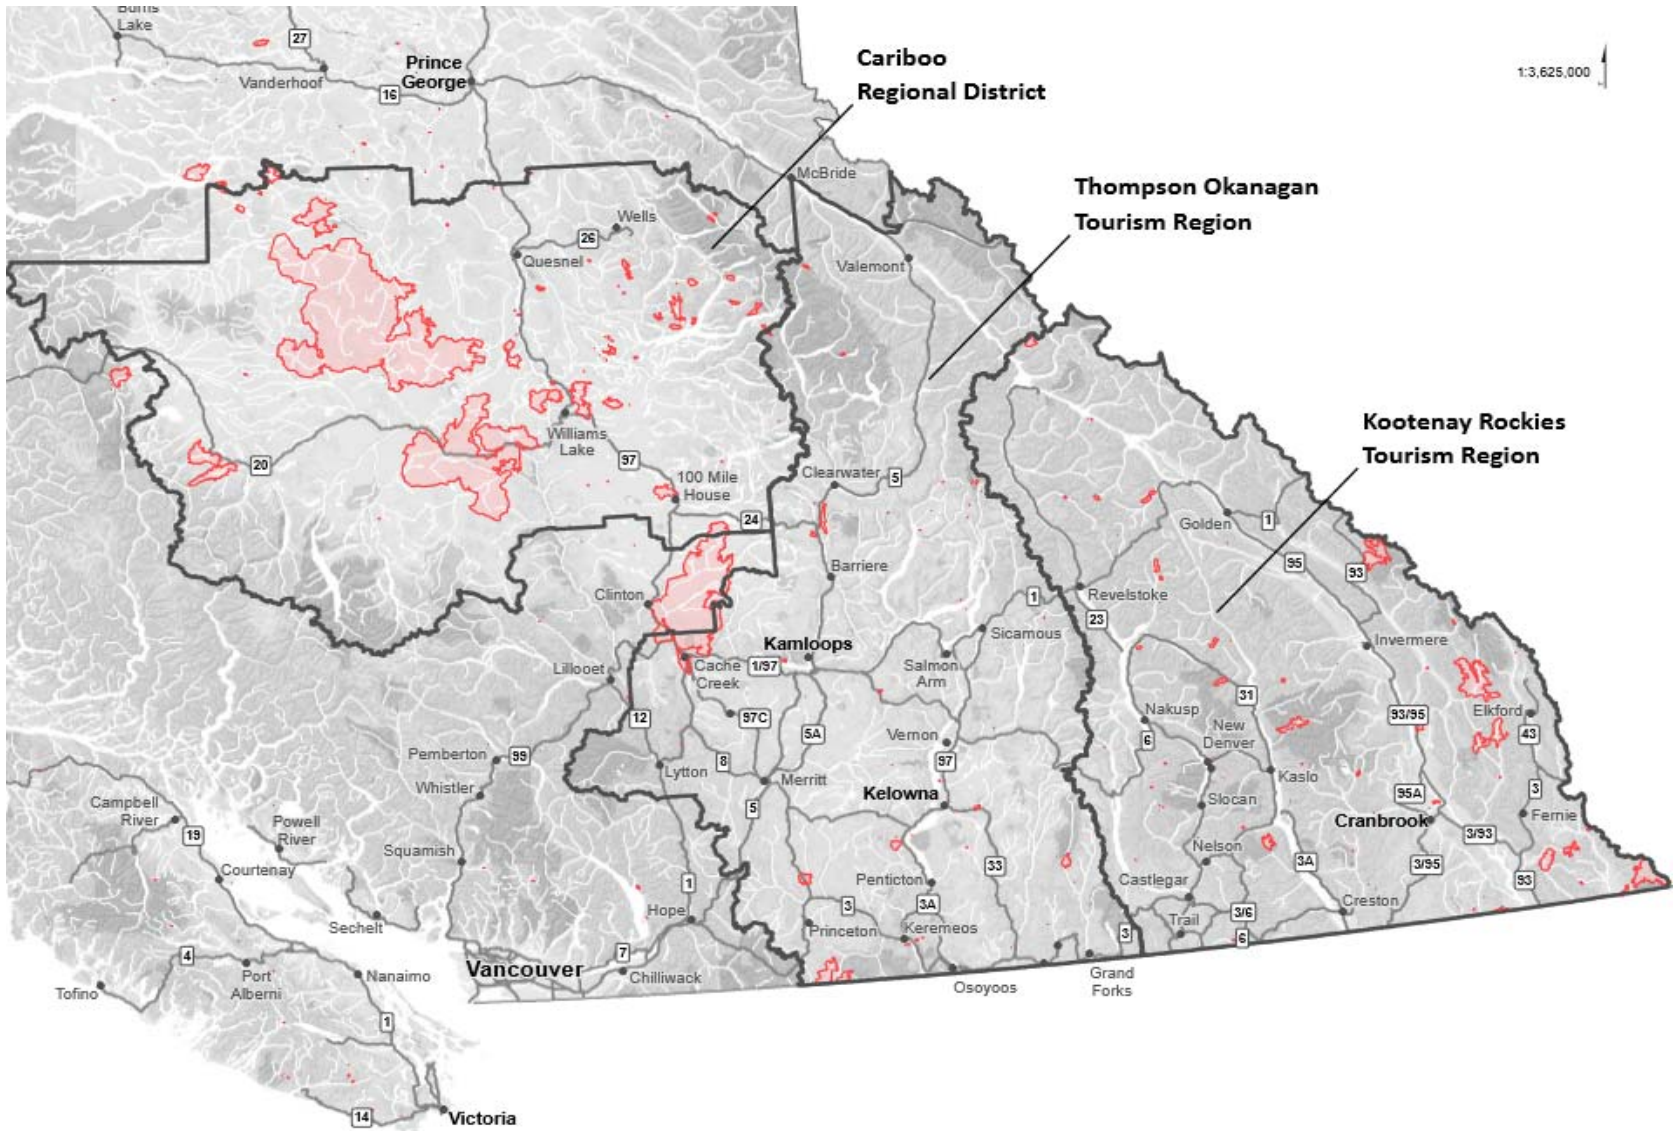 Burns
Lake
27
Vanderhoof
Prince
George
16
Cariboo
Regional District
1:3,625,000
McBride
Thompson Okanagan
Tourism Region
Wells
26
Quesnel
Valemont
Kootenay Rockies
Tourism Region
Williams
Lake
20
97
100 Mile
House
Clearwater
5
24
Golden
1
95
93
Barriere
Clinton
1
Revelstoke
23
Sicamous
Invermere
Kamloops
Lillooet
Cache
Creek
1/97
Salmon
Arm
31
12
97C
5A
Nakusp
New
Denver
93/95
Elkford
43
6
Pemberton
99
8
Vernon
97
Lytton
Merritt
Kaslo
Whistler
Kelowna
95A
3
Campbell
River
Powell
River
19
5
Slocan
Cranbrook
Fernie
3/93
Squamish
Courtenay
Nelson
3A
3/95
33
93
Penticton
Castlegar
1
Sechelt
Hope
3
3A
Creston
3/6
Trail
Princeton
Keremeos
3
6
4
7
Vancouver
Chilliwack
Port
Alberni
Nanaimo
Tofino
Osoyoos
Grand
Forks
1
14
Victoria